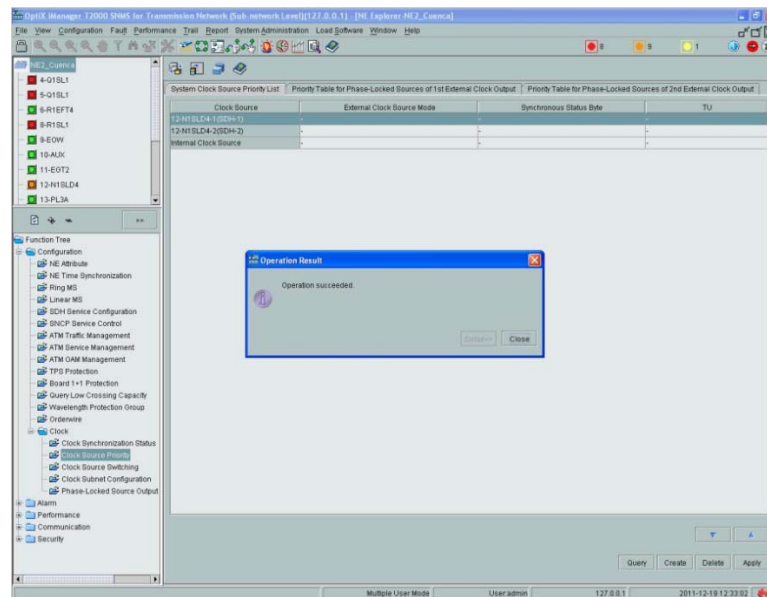 OptiX iManager T2000 SNMS for Transmission Network (Sub-network Level)(127.0.0.1) - [NE Explorer-NE2_Cuenca]
File View Configuration Fault Performance Trail Report System Administration Load Software Window Help
8 9 1
NE2_Cuenca
4-Q1SL1
5-Q1SL1
6-R1EFT4
8-R1SL1
9-EOW
10-AUX
11-EGT2
12-N1SLD4
13-PL3A
>>
System Clock Source Priority List Priority Table for Phase-Locked Sources of 1st External Clock Output Priority Table for Phase-Locked Sources of 2nd External Clock Output
Clock Source External Clock Source Mode Synchronous Status Byte TU
12-N1SLD4-1(SDH-1) - - -
12-N1SLD4-2(SDH-2) - - -
Internal Clock Source - - -
Function Tree
Configuration
NE Attribute
NE Time Synchronization
Ring MS
Linear MS
SDH Service Configuration
SNCP Service Control
ATM Traffic Management
ATM Service Management
ATM OAM Management
TPS Protection
Board 1+1 Protection
Query Low Crossing Capacity
Wavelength Protection Group
Orderwire
Clock
Clock Synchronization Status
Clock Source Priority
Clock Source Switching
Clock Subnet Configuration
Phase-Locked Source Output
Alarm
Performance
Communication
Security
Operation Result
Operation succeeded.
Detail>> Close
Query Create Delete Apply
Multiple User Mode User:admin 127.0.0.1 2011-12-19 12:33:02